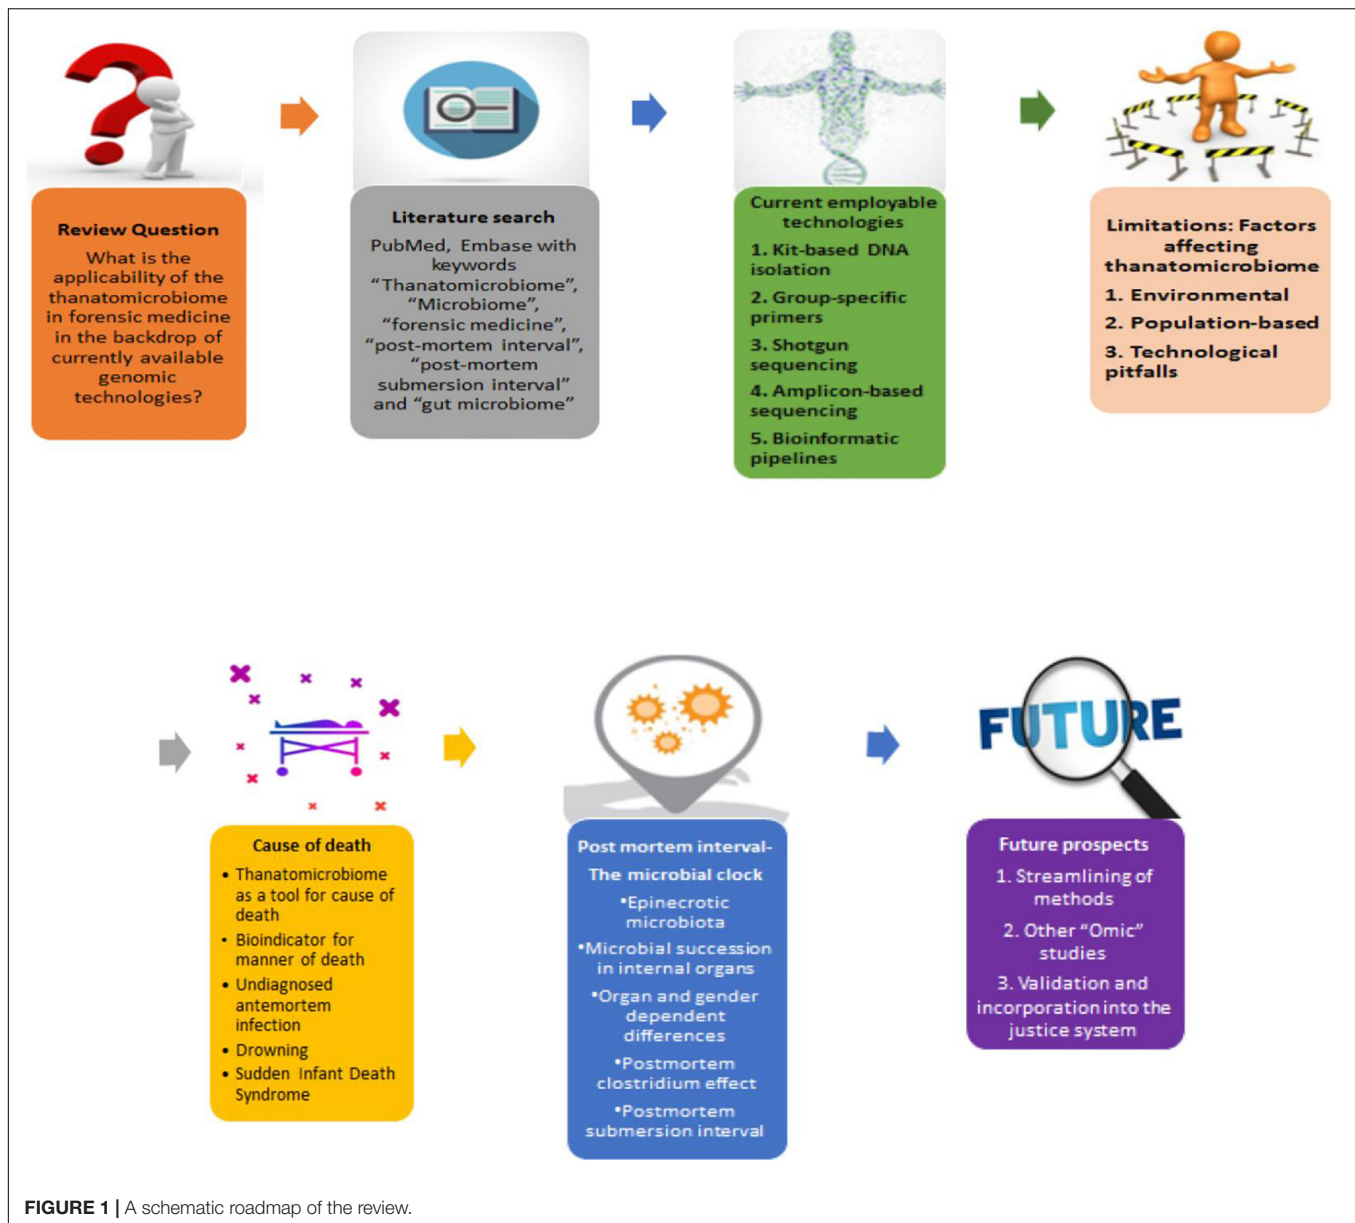 Review Question
What is the
applicability of the
thanatomicrobiome
in forensic medicine
in the backdrop of
currently available
genomic
technologies?
Literature search
PubMed, Embase with
keywords
“Thanatomicrobiome”,
“Microbiome”,
“forensic medicine”,
“post-mortem interval”,
“post-mortem
submersion interval”
and “gut microbiome”
Current employable
technologies
1. Kit-based DNA
isolation
2. Group-specific
primers
3. Shotgun
sequencing
4. Amplicon-based
sequencing
5. Bioinformatic
pipelines
Limitations: Factors
affecting
thanatomicrobiome
1. Environmental
2. Population-based
3. Technological
pitfalls
Cause of death
• Thanatomicrobiome
as a tool for cause of
death
• Bioindicator for
manner of death
• Undiagnosed
antemortem
infection
• Drowning
• Sudden Infant Death
Syndrome
Post mortem interval-
The microbial clock
•Epinecrotic
microbiota
•Microbial succession
in internal organs
•Organ and gender
dependent
differences
•Postmortem
clostridium effect
•Postmortem
submersion interval
FUTURE
Future prospects
1. Streamlining of
methods
2. Other “Omic”
studies
3. Validation and
incorporation into the
justice system
FIGURE 1 | A schematic roadmap of the review.